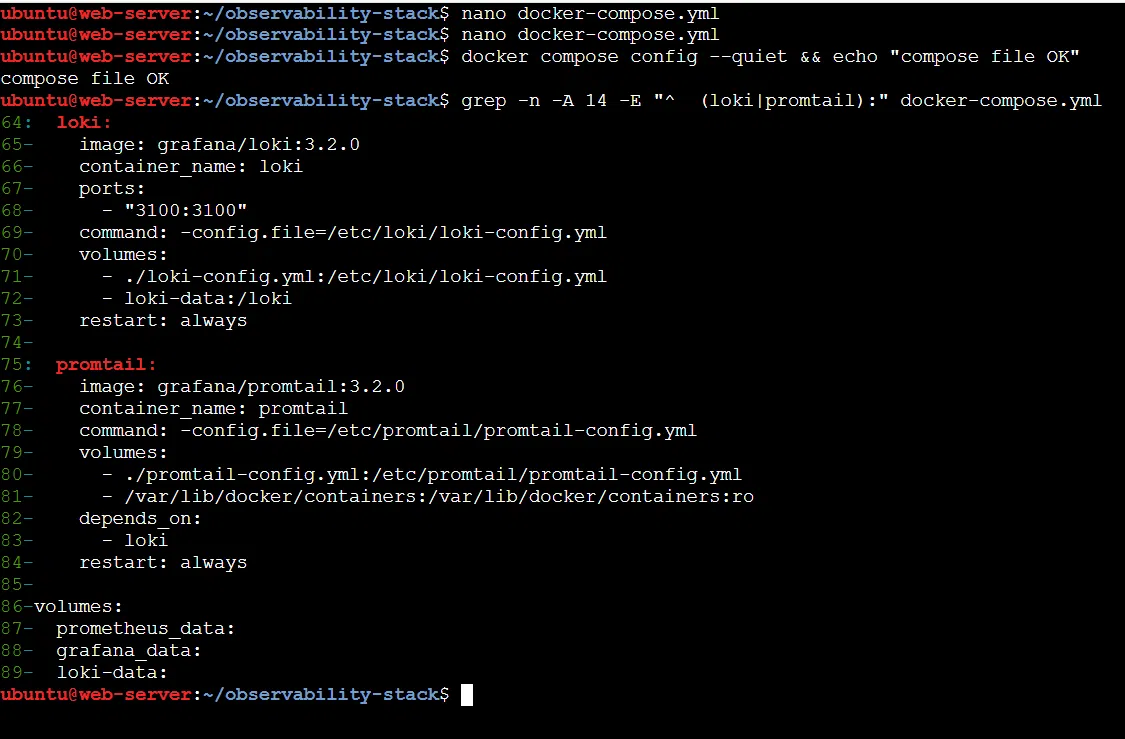 ubuntu@web-server:~/observability-stack$ nano docker-compose.yml
ubuntu@web-server:~/observability-stack$ nano docker-compose.yml
ubuntu@web-server:~/observability-stack$ docker compose config --quiet && echo "compose file OK"
compose file OK
ubuntu@web-server:~/observability-stack$ grep -n -A 14 -E "^  (loki|promtail):" docker-compose.yml
64:  loki:
65-    image: grafana/loki:3.2.0
66-    container_name: loki
67-    ports:
68-      - "3100:3100"
69-    command: -config.file=/etc/loki/loki-config.yml
70-    volumes:
71-      - ./loki-config.yml:/etc/loki/loki-config.yml
72-      - loki-data:/loki
73-    restart: always
74-
75:  promtail:
76-    image: grafana/promtail:3.2.0
77-    container_name: promtail
78-    command: -config.file=/etc/promtail/promtail-config.yml
79-    volumes:
80-      - ./promtail-config.yml:/etc/promtail/promtail-config.yml
81-      - /var/lib/docker/containers:/var/lib/docker/containers:ro
82-    depends_on:
83-      - loki
84-    restart: always
85-
86-volumes:
87-  prometheus_data:
88-  grafana_data:
89-  loki-data:
ubuntu@web-server:~/observability-stack$